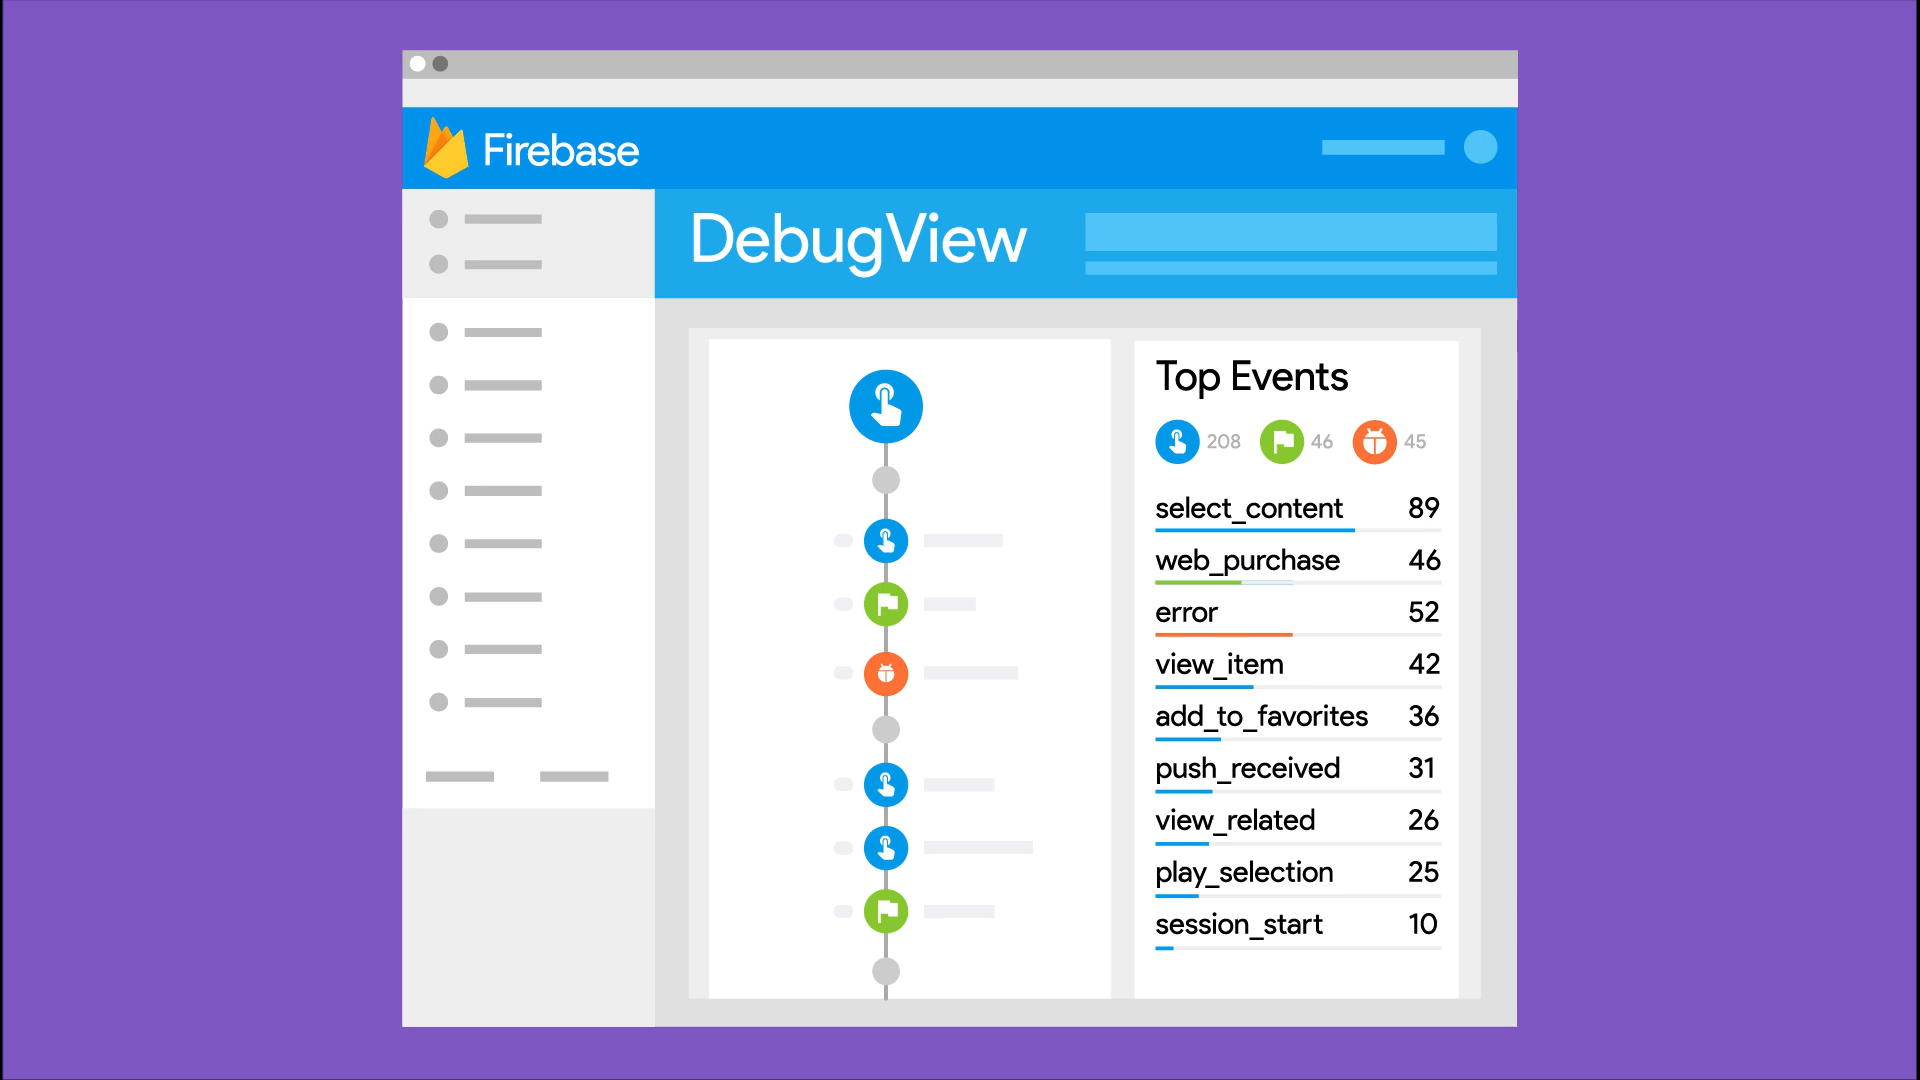 Firebase
DebugView
Top Events
208 46 45
select_content 89
web_purchase 46
error 52
view_item 42
add_to_favorites 36
push_received 31
view_related 26
play_selection 25
session_start 10